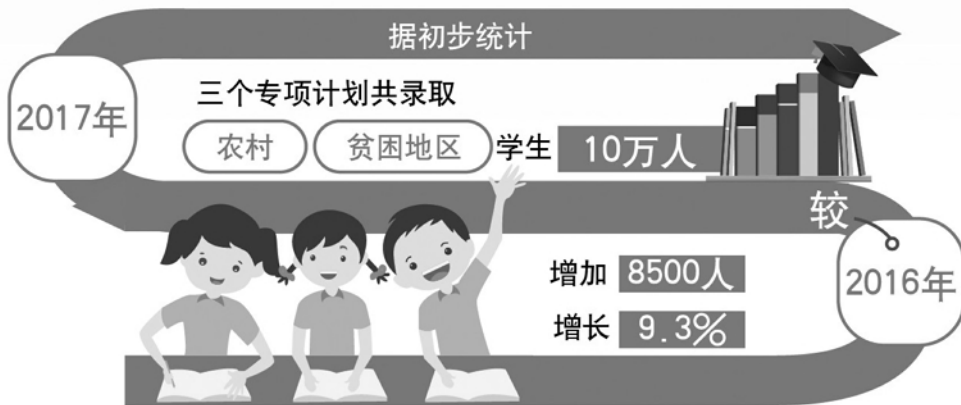 据初步统计
2017年
三个专项计划共录取
农村 贫困地区 学生 10万人
较
2016年
增加 8500人
增长 9.3%